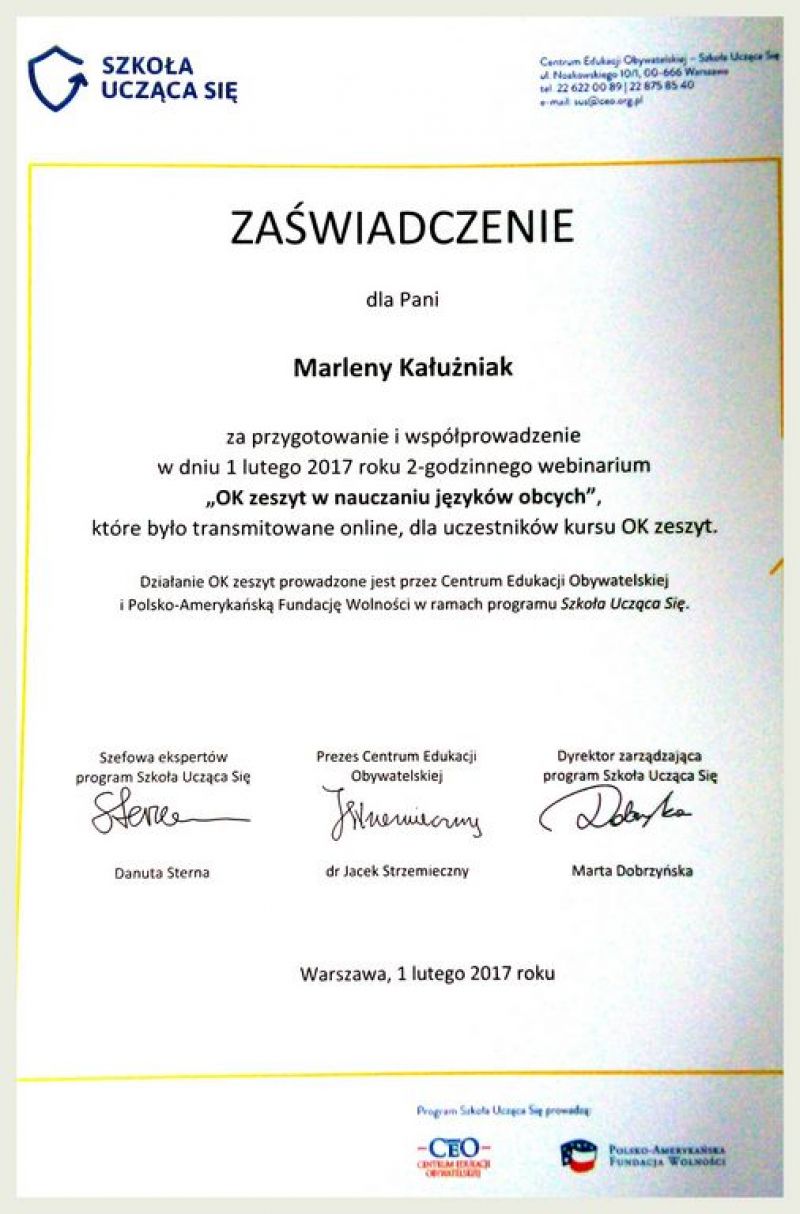 SZKOŁA
UCZĄCA SIĘ
Centrum Edukacji Obywatelskiej – Szkoła Ucząca Się
ul. Noakowskiego 10/1, 00-666 Warszawa
tel. 22 622 00 89 | 22 875 85 40
e-mail: sus@ceo.org.pl
ZAŚWIADCZENIE
dla Pani
Marleny Kałużniak
za przygotowanie i współprowadzenie
w dniu 1 lutego 2017 roku 2-godzinnego webinarium
„OK zeszyt w nauczaniu języków obcych”,
które było transmitowane online, dla uczestników kursu OK zeszyt.
Działanie OK zeszyt prowadzone jest przez Centrum Edukacji Obywatelskiej
i Polsko-Amerykańską Fundację Wolności w ramach programu Szkoła Ucząca Się.
Szefowa ekspertów
program Szkoła Ucząca Się
Sterna
Danuta Sterna
Prezes Centrum Edukacji
Obywatelskiej
JStrzemieczny
dr Jacek Strzemieczny
Dyrektor zarządzająca
program Szkoła Ucząca Się
Dobrzyńska
Marta Dobrzyńska
Warszawa, 1 lutego 2017 roku
Program Szkoła Ucząca Się prowadzą:
CEO
CENTRUM EDUKACJI
OBYWATELSKIEJ
POLSKO-AMERYKAŃSKA
FUNDACJA WOLNOŚCI